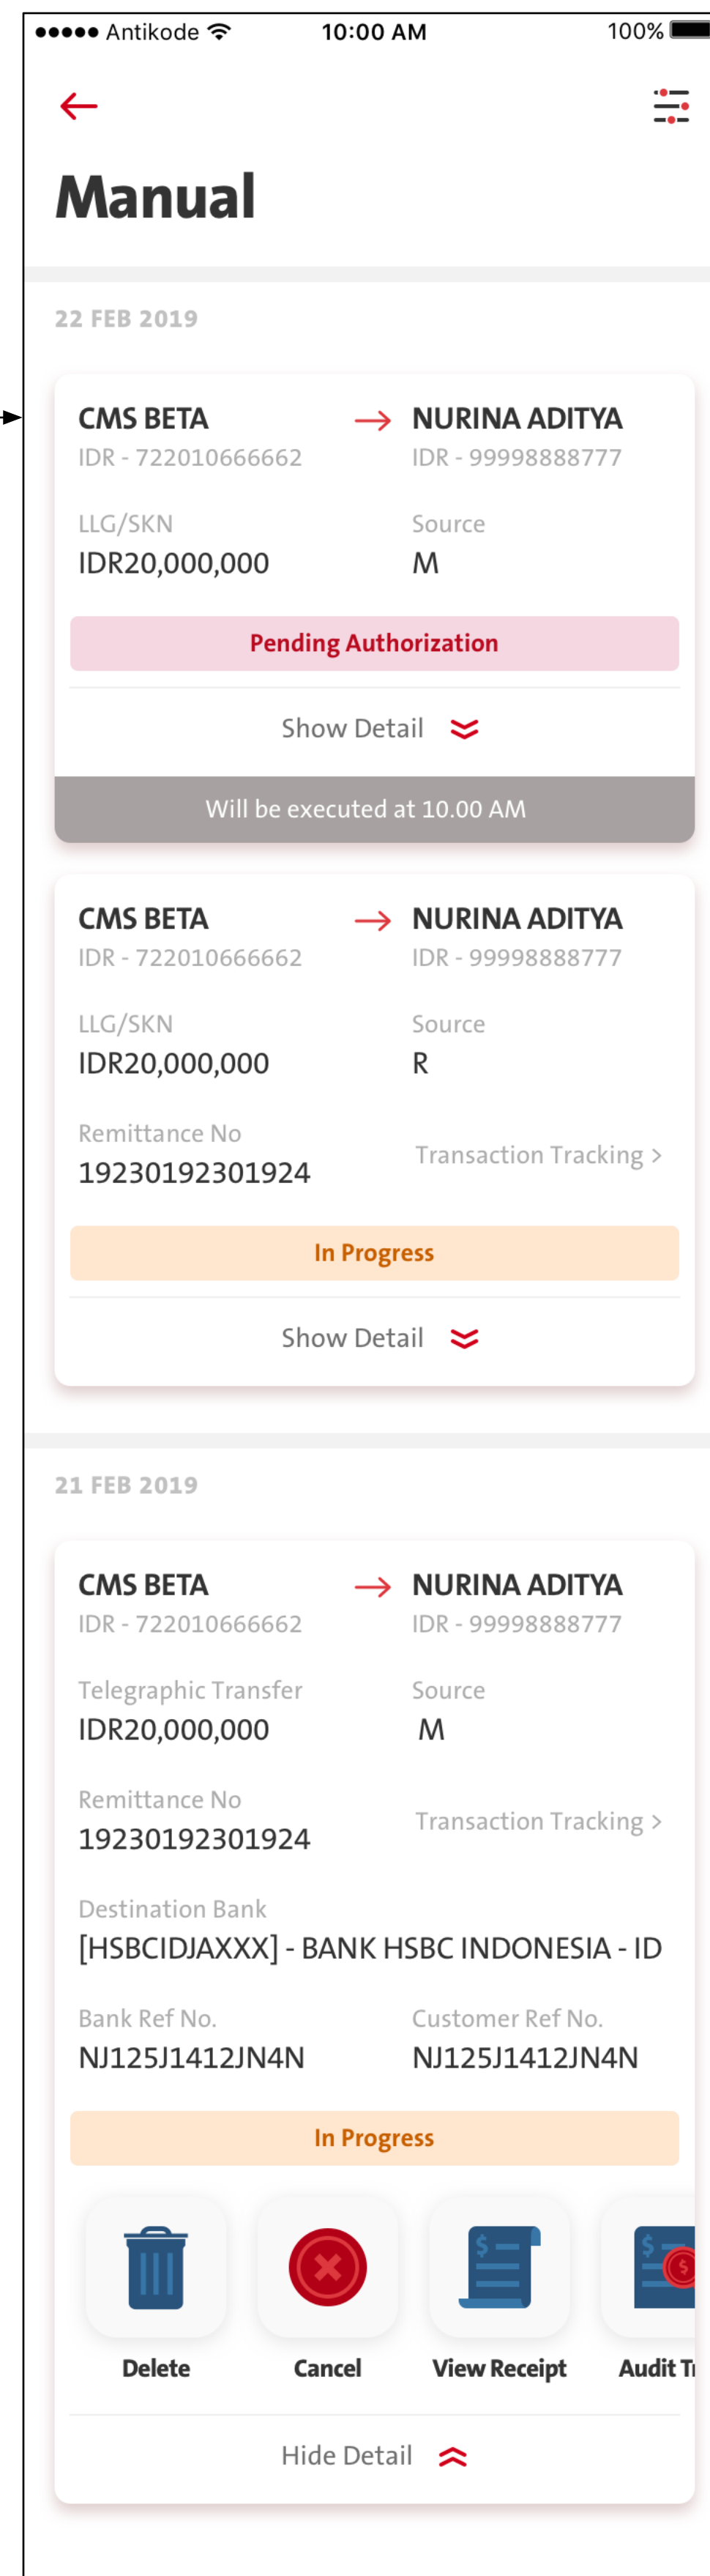 Antikode 10:00 AM 100%
Manual
22 FEB 2019
CMS BETA NURINA ADITYA
IDR - 722010666662 IDR - 99998888777
LLG/SKN Source
IDR20,000,000 M
Pending Authorization
Show Detail
Will be executed at 10.00 AM
CMS BETA NURINA ADITYA
IDR - 722010666662 IDR - 99998888777
LLG/SKN Source
IDR20,000,000 R
Remittance No
Transaction Tracking >
19230192301924
In Progress
Show Detail
21 FEB 2019
CMS BETA NURINA ADITYA
IDR - 722010666662 IDR - 99998888777
Telegraphic Transfer Source
IDR20,000,000 M
Remittance No
Transaction Tracking >
19230192301924
Destination Bank
[HSBCIDJAXXX] - BANK HSBC INDONESIA - ID
Bank Ref No. Customer Ref No.
NJ125J1412JN4N NJ125J1412JN4N
In Progress
Delete Cancel View Receipt Audit
Hide Detail